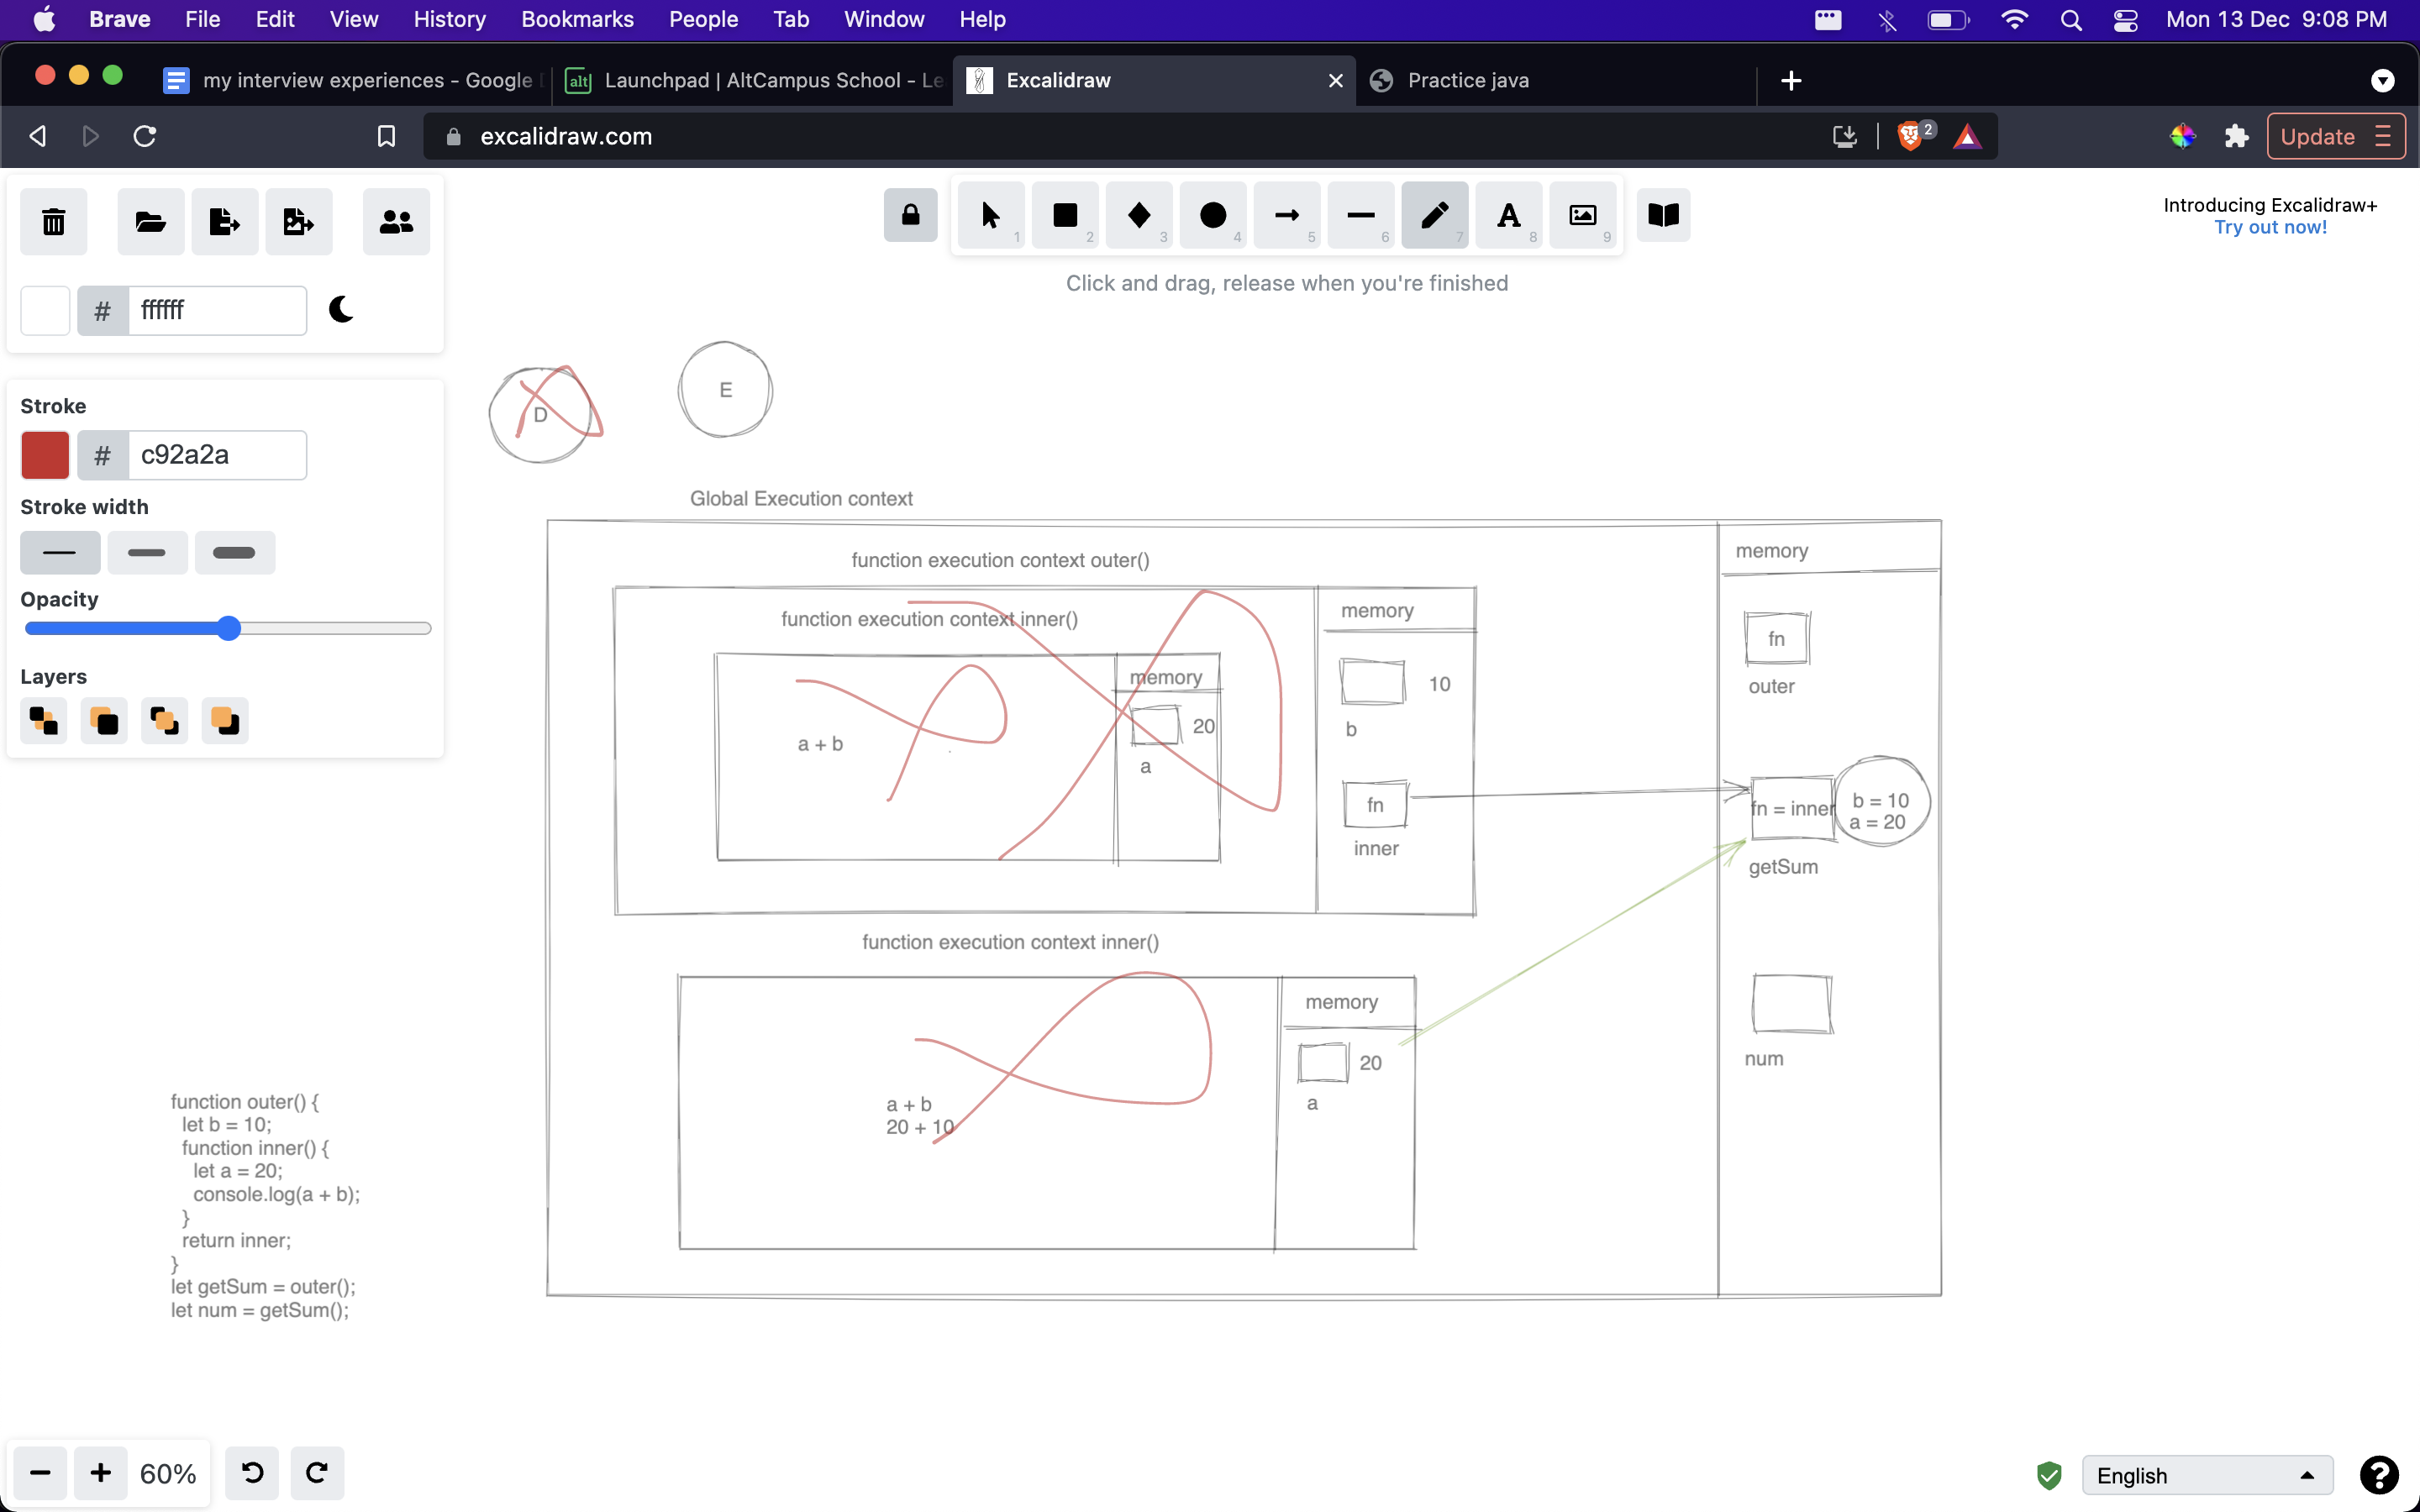 Brave File Edit View History Bookmarks People Tab Window Help Mon 13 Dec 9:08 PM
my interview experiences - Google
alt Launchpad | AltCampus School - Le
Excalidraw
Practice java
excalidraw.com
2
Update
1 2 3 4 5 6 7 A 8 9
Introducing Excalidraw+
Try out now!
Click and drag, release when you're finished
# ffffff
Stroke
# c92a2a
Stroke width
Opacity
Layers
D
E
Global Execution context
function execution context outer()
function execution context inner()
memory
a + b
20
a
memory
10
b
fn
inner
memory
fn
outer
fn = inner
b = 10
a = 20
getSum
num
function execution context inner()
memory
20
a
a + b
20 + 10
function outer() {
let b = 10;
function inner() {
let a = 20;
console.log(a + b);
}
return inner;
}
let getSum = outer();
let num = getSum();
60%
English
?